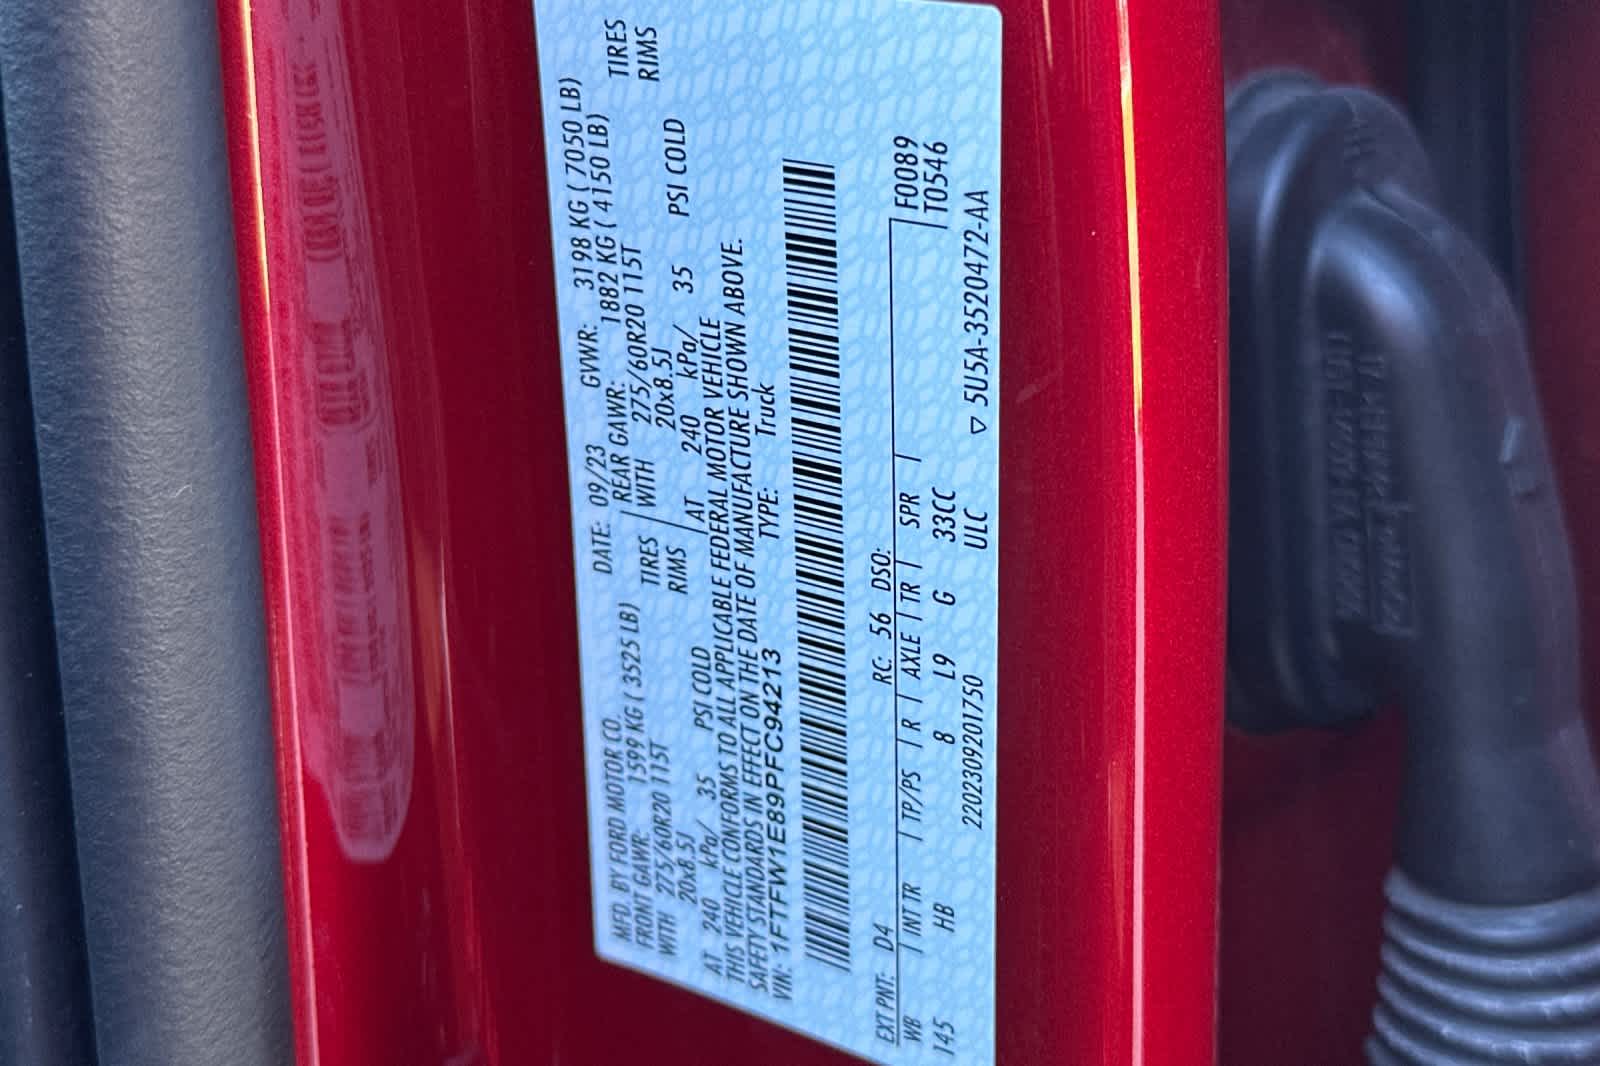 MFD. BY FORD MOTOR CO. DATE: 09/23 GVWR: 3198 KG ( 7050 LB)
FRONT GAWR: 1599 KG ( 3525 LB) REAR GAWR: 1882 KG ( 4150 LB)
WITH 275/60R20 115T TIRES WITH 275/60R20 115T TIRES
20x8.5J RIMS 20x8.5J RIMS
AT 240 kPa/ 35 PSI COLD AT 240 kPa/ 35 PSI COLD
THIS VEHICLE CONFORMS TO ALL APPLICABLE FEDERAL MOTOR VEHICLE
SAFETY STANDARDS IN EFFECT ON THE DATE OF MANUFACTURE SHOWN ABOVE.
VIN: 1FTFW1E89PFC94213 TYPE: Truck
EXT PNT: D4 RC: 56 DSO: F0089
WB | INT TR | TP/PS | R | AXLE | TR | SPR | T0546
145 HB 8 L9 G 33CC
220230920​1750 ULC ▽ 5U5A-3520472-AA